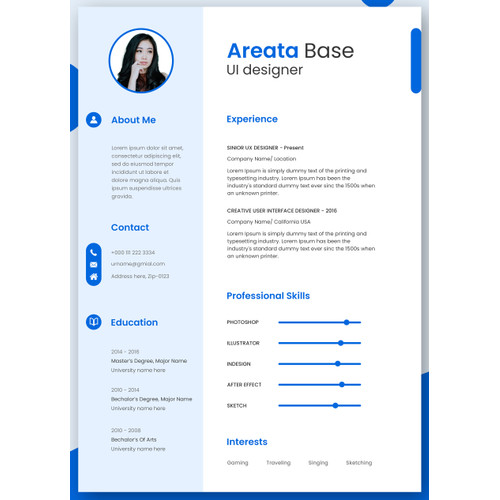 Areata Base
UI designer
About Me
Lorem ipsum dolor sit amet,
consectetur adipiscing elit,
sed do eiusmod tempor
incididunt ut labore et
dolore magna aliqua. Quis
ipsum suspendisse ultrices
gravida.
Contact
+000 01 222 3334
urname@gmial.com
Address here, Zip-0123
Education
2014 - 2016
Master's Degree, Major Name
University name here
2010 - 2014
Bechalor's Degree, Major Name
University name here
2010 - 2008
Bechalor's Of Arts
University name here
Experience
SINIOR UX DESIGNER - Present
Company Name/ Location
Lorem Ipsum is simply dummy text of the printing and
typesetting industry. Lorem Ipsum has been the
industry's standard dummy text ever sinc the 1500s when
an printer.
CREATIVE USER INTERFACE DESIGNER - 2016
Company Name/ California USA
Lorem Ipsum is simply dummy text of the printing and
typesetting industry. Lorem Ipsum has been the
industry's standard dummy text ever sinc the 1500s when
an printer.
Professional Skills
PHOTOSHOP
ILLUSTRATOR
INDESIGN
AFTER EFFECT
SKETCH
Interests
Gaming Traveling Singing Sketching